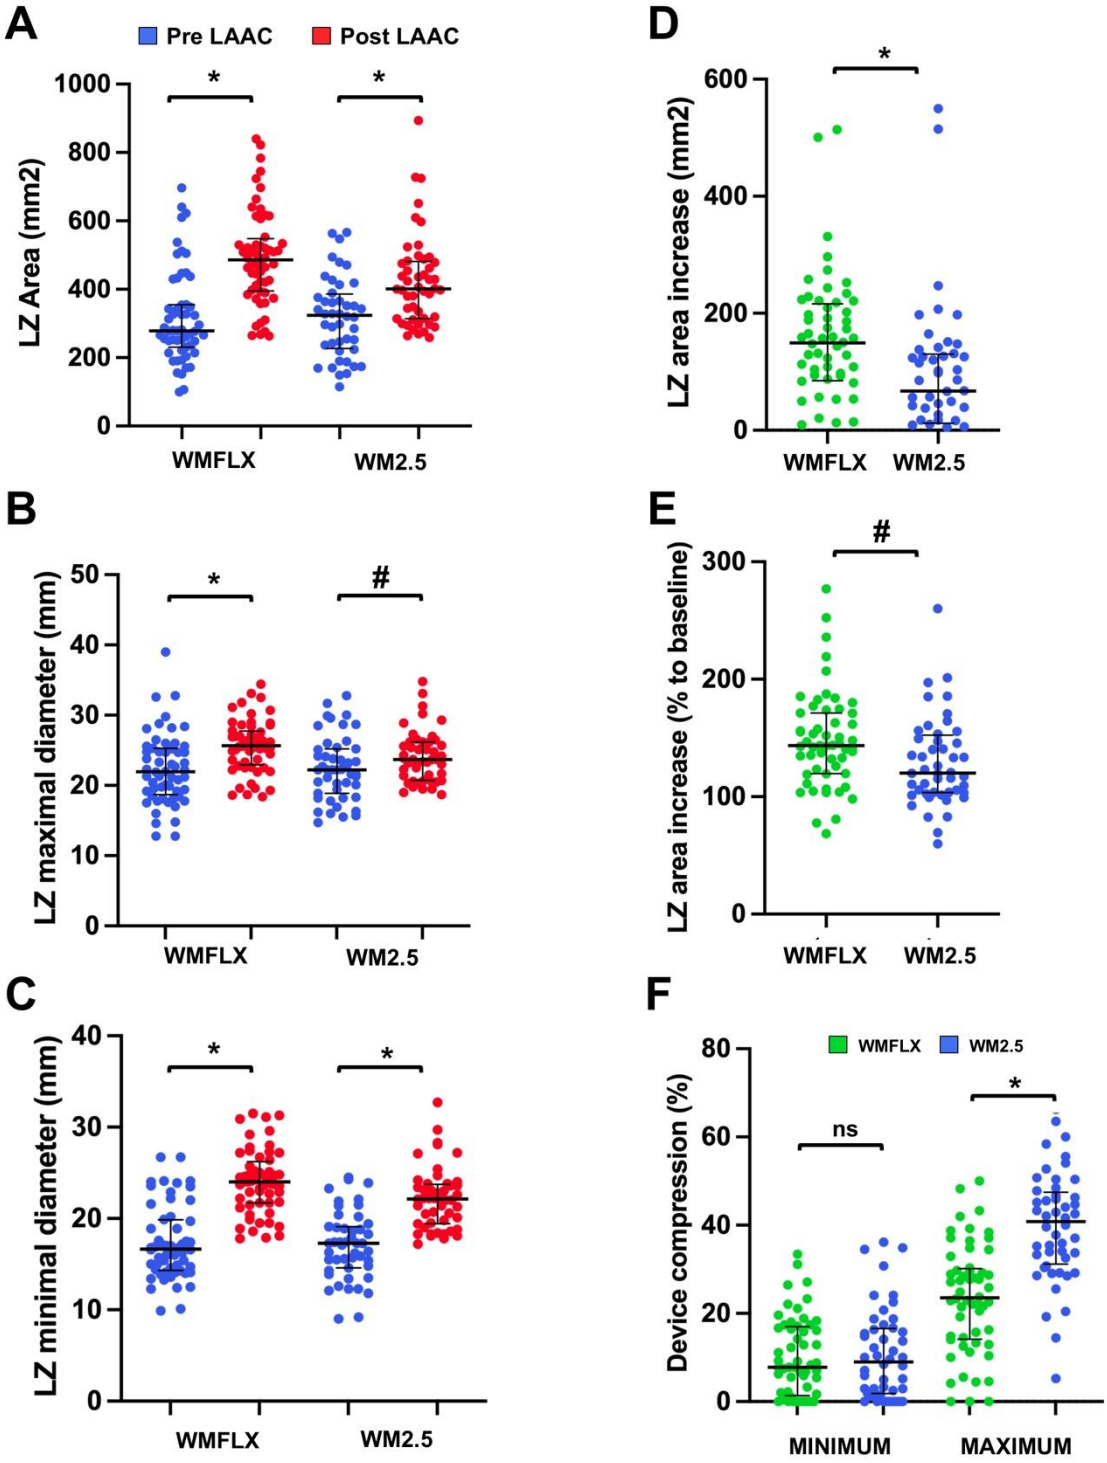 A
Pre LAAC Post LAAC
LZ Area (mm2)
1000
800
600
400
200
0
* *
WMFLX WM2.5
B
LZ maximal diameter (mm)
50
40
30
20
10
0
* #
WMFLX WM2.5
C
LZ minimal diameter (mm)
40
30
20
10
0
* *
WMFLX WM2.5
D
LZ area increase (mm2)
600
400
200
0
*
WMFLX WM2.5
E
LZ area increase (% to baseline)
300
200
100
0
#
WMFLX WM2.5
F
WMFLX WM2.5
Device compression (%)
80
60
40
20
0
ns *
MINIMUM MAXIMUM